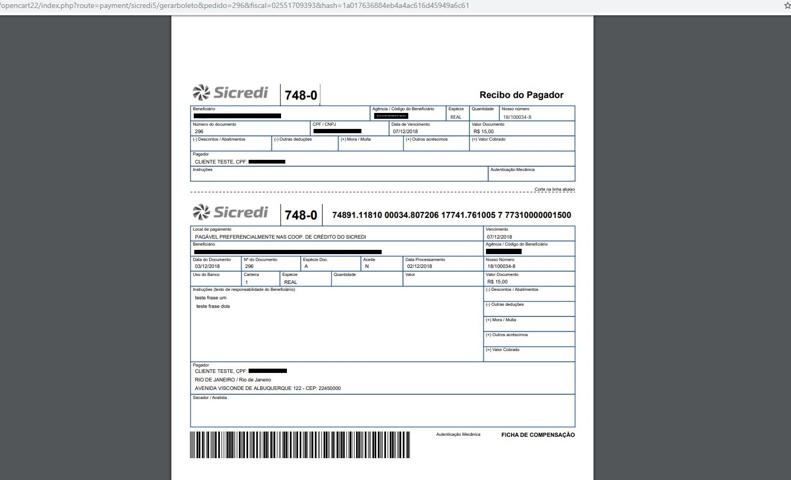 /opencart22/index.php?route=payment/sicredi5/gerarboleto&pedido=296&fiscal=02551709393&hash=1a017636884eb4a4ac616d45949a6c61
Sicredi 748-0 Recibo do Pagador
Beneficiário Agência / Código do Beneficiário Espécie Quantidade Nosso número
REAL 18/100034-8
Número do documento CPF / CNPJ Data de Vencimento Valor Documento
296 07/12/2018 R$ 15,00
(-) Descontos / Abatimentos (-) Outras deduções (+) Mora / Multa (+) Outros acréscimos (=) Valor Cobrado
Pagador
CLIENTE TESTE, CPF:
Instruções Autenticação Mecânica
Corte na linha abaixo
Sicredi 748-0 74891.11810 00034.807206 17741.761005 7 77310000001500
Local de pagamento Vencimento
PAGÁVEL PREFERENCIALMENTE NAS COOP. DE CRÉDITO DO SICREDI 07/12/2018
Beneficiário Agência / Código do Beneficiário
Data do Documento Nº do Documento Espécie Doc. Aceite Data Processamento Nosso Número
03/12/2018 296 A N 02/12/2018 18/100034-8
Uso do Banco Carteira Espécie Quantidade Valor Valor Documento
1 REAL R$ 15,00
Instruções (texto de responsabilidade do Beneficiário) (-) Descontos / Abatimentos
teste frase um
teste frase dois
(-) Outras deduções
(+) Mora / Multa
(+) Outros acréscimos
(=) Valor Cobrado
Pagador
CLIENTE TESTE, CPF:
RIO DE JANEIRO / Rio de Janeiro
AVENIDA VISCONDE DE ALBUQUERQUE 122 - CEP: 22450000
Sacador / Avalista
Autenticação Mecânica FICHA DE COMPENSAÇÃO